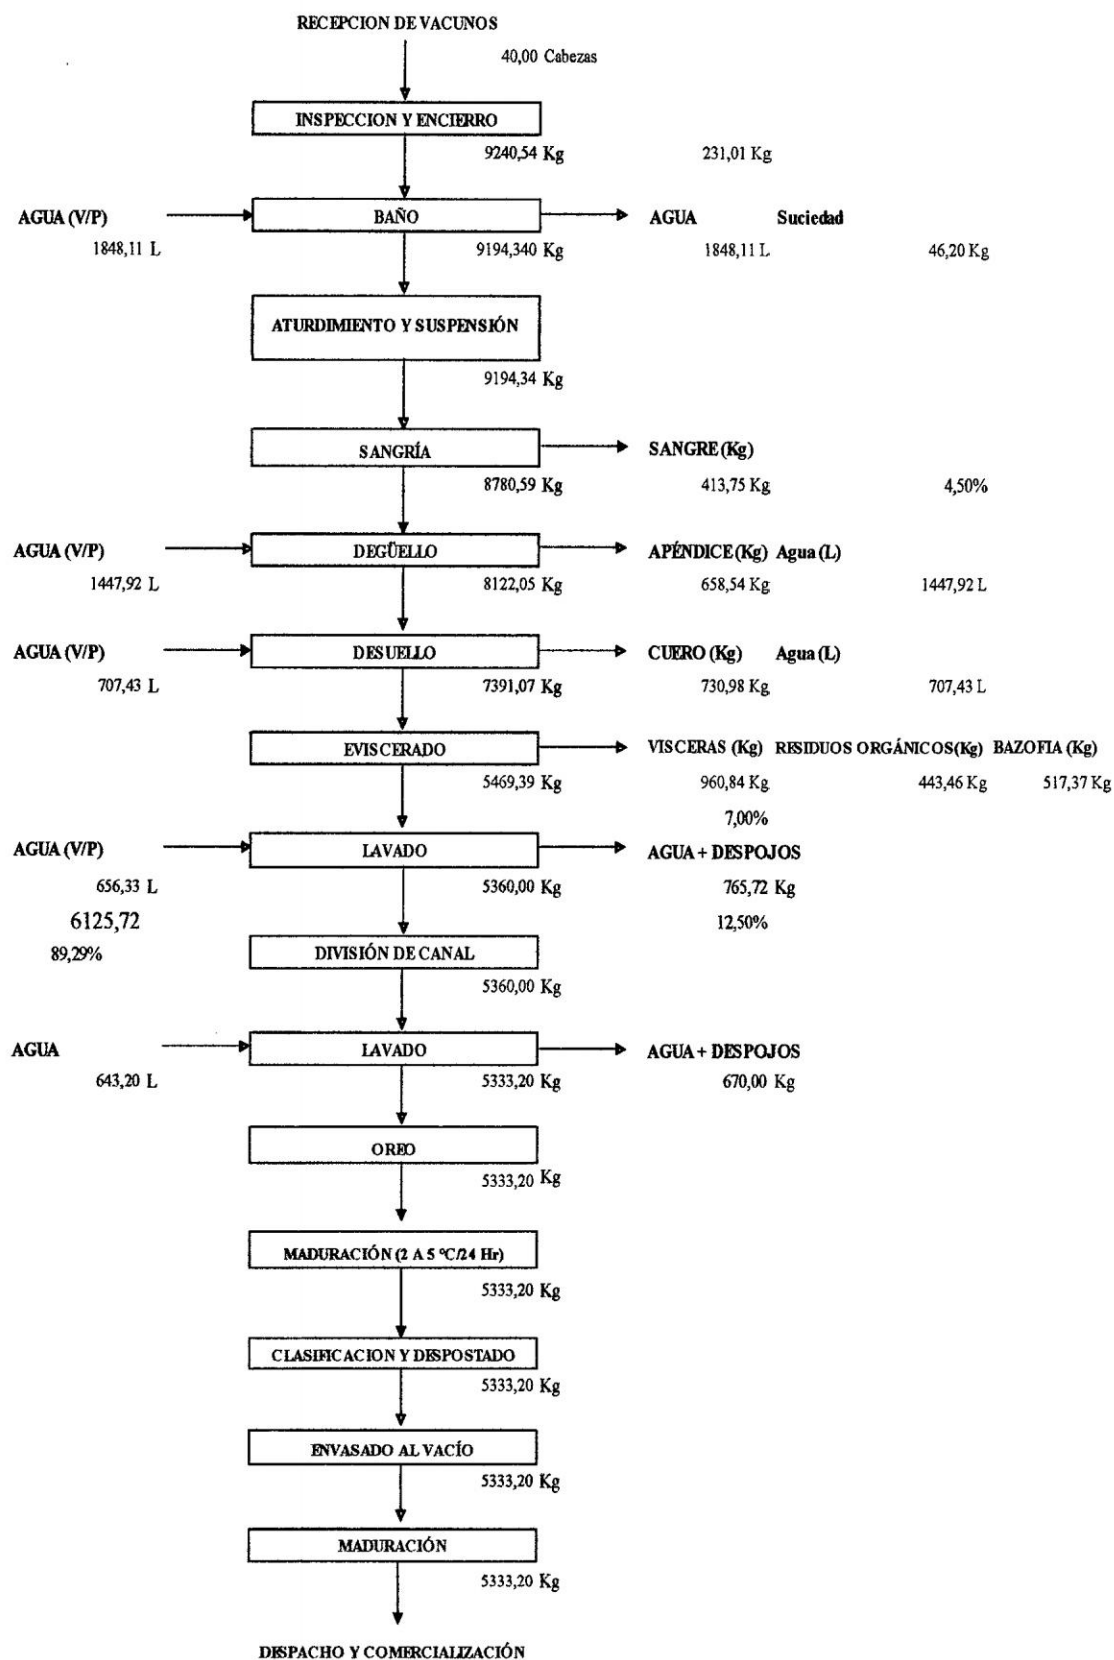 RECEPCION DE VACUNOS
40,00 Cabezas
INSPECCION Y ENCIERRO
9240,54 Kg 231,01 Kg
AGUA (V/P) BAÑO AGUA Suciedad
1848,11 L 9194,340 Kg 1848,11 L 46,20 Kg
ATURDIMIENTO Y SUSPENSIÓN
9194,34 Kg
SANGRÍA SANGRE (Kg)
8780,59 Kg 413,75 Kg 4,50%
AGUA (V/P) DEGÜELLO APÉNDICE (Kg) Agua (L)
1447,92 L 8122,05 Kg 658,54 Kg 1447,92 L
AGUA (V/P) DESUELLO CUERO (Kg) Agua (L)
707,43 L 7391,07 Kg 730,98 Kg 707,43 L
EVISCERADO VISCERAS (Kg) RESIDUOS ORGÁNICOS(Kg) BAZOFIA (Kg)
5469,39 Kg 960,84 Kg 443,46 Kg 517,37 Kg
7,00%
AGUA (V/P) LAVADO AGUA + DESPOJOS
656,33 L 5360,00 Kg 765,72 Kg
6125,72 12,50%
89,29% DIVISIÓN DE CANAL
5360,00 Kg
AGUA LAVADO AGUA + DESPOJOS
643,20 L 5333,20 Kg 670,00 Kg
OREO
5333,20 Kg
MADURACIÓN (2 A 5 °C/24 Hr)
5333,20 Kg
CLASIFICACION Y DESPOSTADO
5333,20 Kg
ENVASADO AL VACÍO
5333,20 Kg
MADURACIÓN
5333,20 Kg
DESPACHO Y COMERCIALIZACIÓN